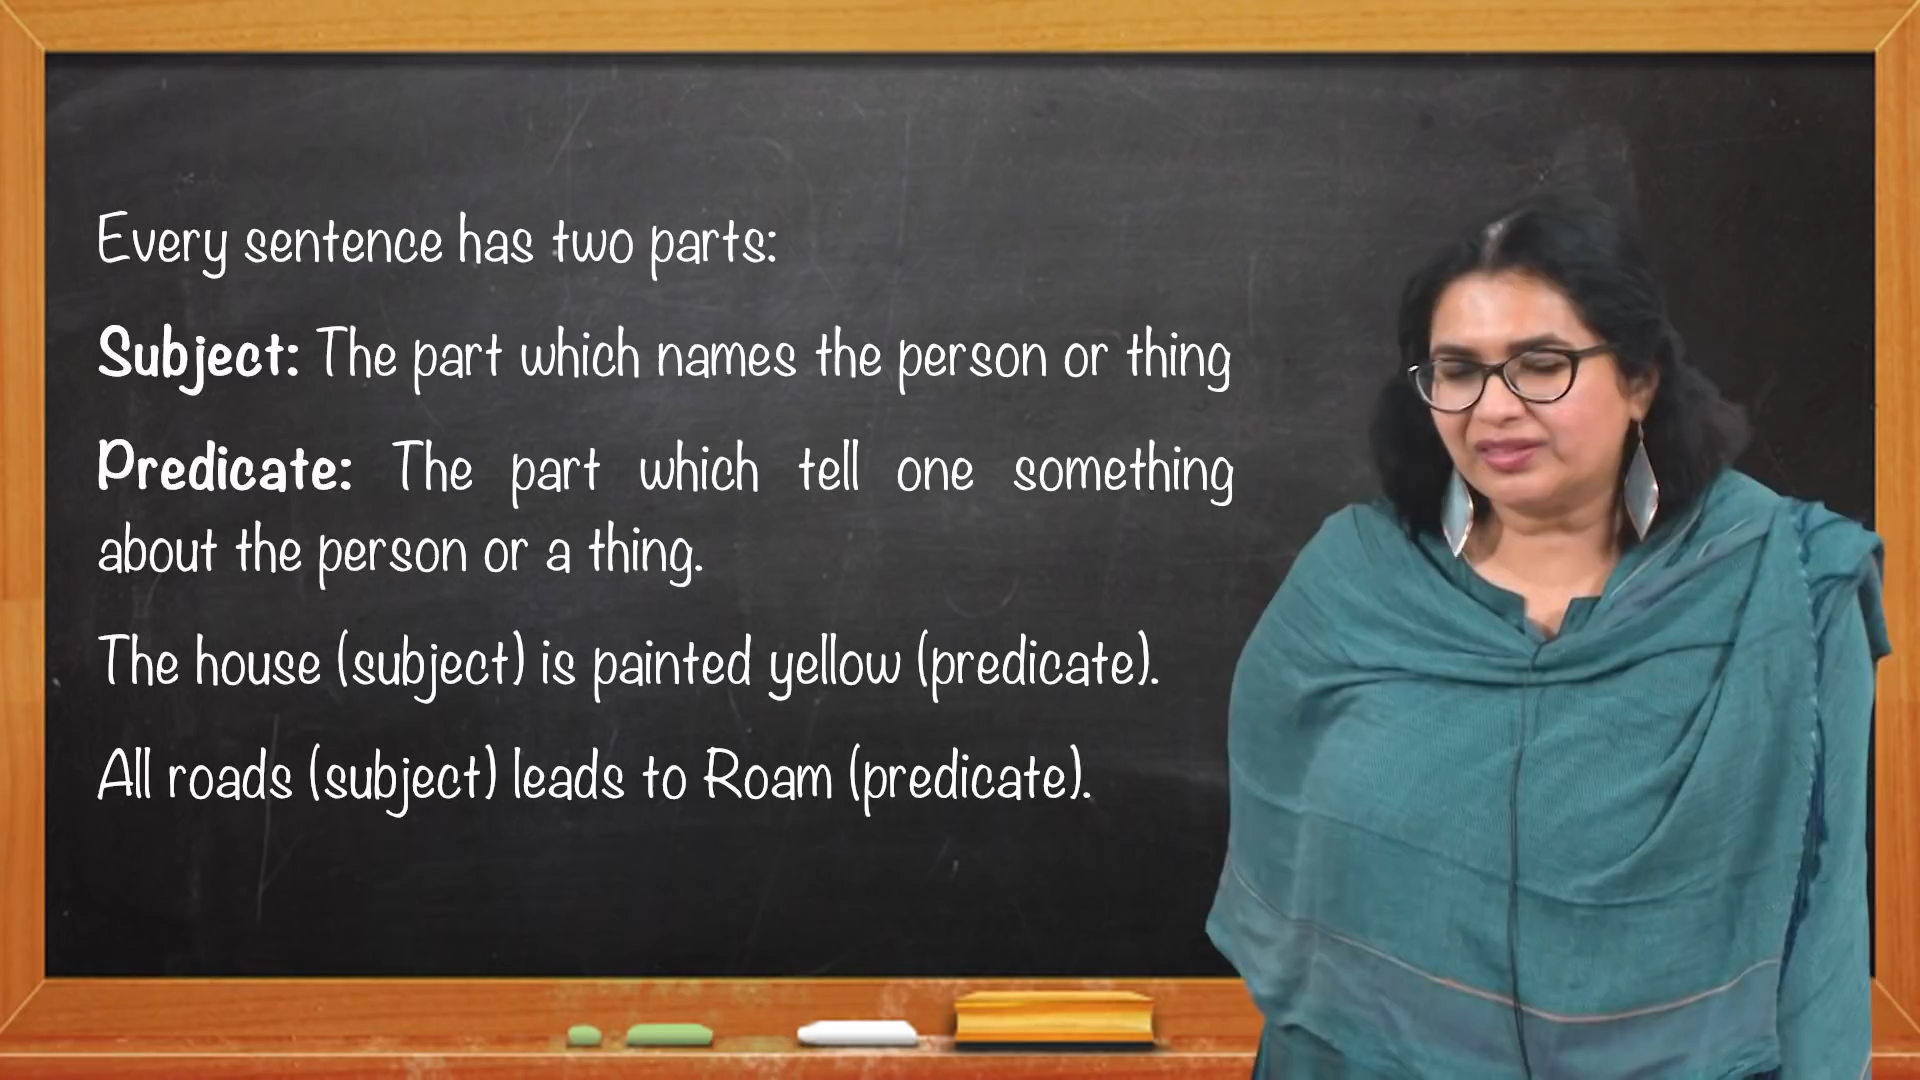 Every sentence has two parts:
Subject: The part which names the person or thing
Predicate: The part which tell one something
about the person or a thing.
The house (subject) is painted yellow (predicate).
All roads (subject) leads to Roam (predicate).